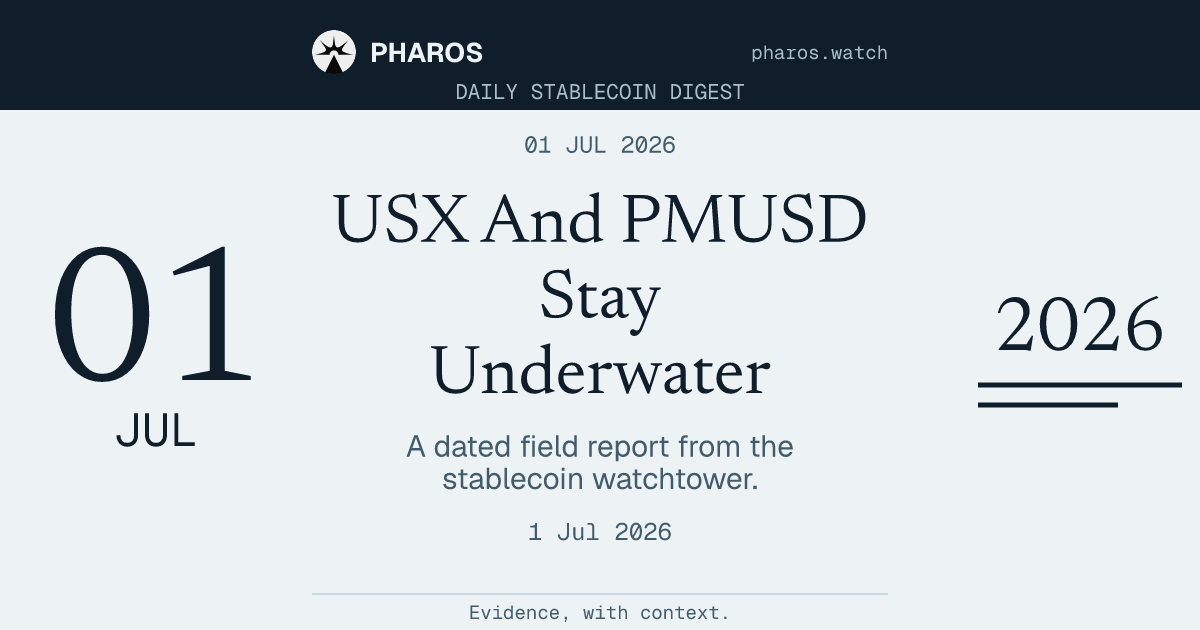 PHAROS
pharos.watch
DAILY STABLECOIN DIGEST
01 JUL 2026
USX And PMUSD
Stay
Underwater
01
JUL
2026
A dated field report from the
stablecoin watchtower.
1 Jul 2026
Evidence, with context.